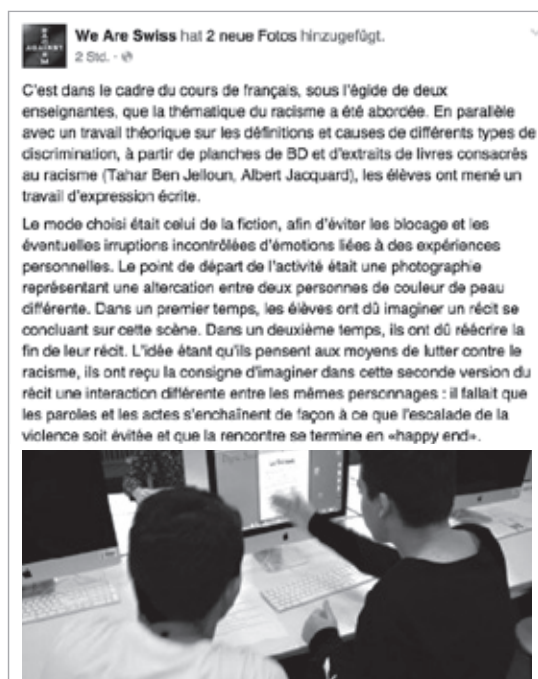 We Are Swiss hat 2 neue Fotos hinzugefügt.
2 Std. ·
C'est dans le cadre du cours de français, sous l'égide de deux
enseignantes, que la thématique du racisme a été abordée. En parallèle
avec un travail théorique sur les définitions et causes de différents types de
discrimination, à partir de planches de BD et d'extraits de livres consacrés
au racisme (Tahar Ben Jelloun, Albert Jacquard), les élèves ont mené un
travail d'expression écrite.
Le mode choisi était celui de la fiction, afin d'éviter les blocage et les
éventuelles irruptions incontrôlées d'émotions liées à des expériences
personnelles. Le point de départ de l'activité était une photographie
représentant une altercation entre deux personnes de couleur de peau
différente. Dans un premier temps, les élèves ont dû imaginer un récit se
concluant sur cette scène. Dans un deuxième temps, ils ont dû réécrire la
fin de leur récit. L'idée étant qu'ils pensent aux moyens de lutter contre le
racisme, ils ont reçu la consigne d'imaginer dans cette seconde version du
récit une interaction différente entre les mêmes personnages : il fallait que
les paroles et les actes s'enchaînent de façon à ce que l'escalade de la
violence soit évitée et que la rencontre se termine en «happy end».